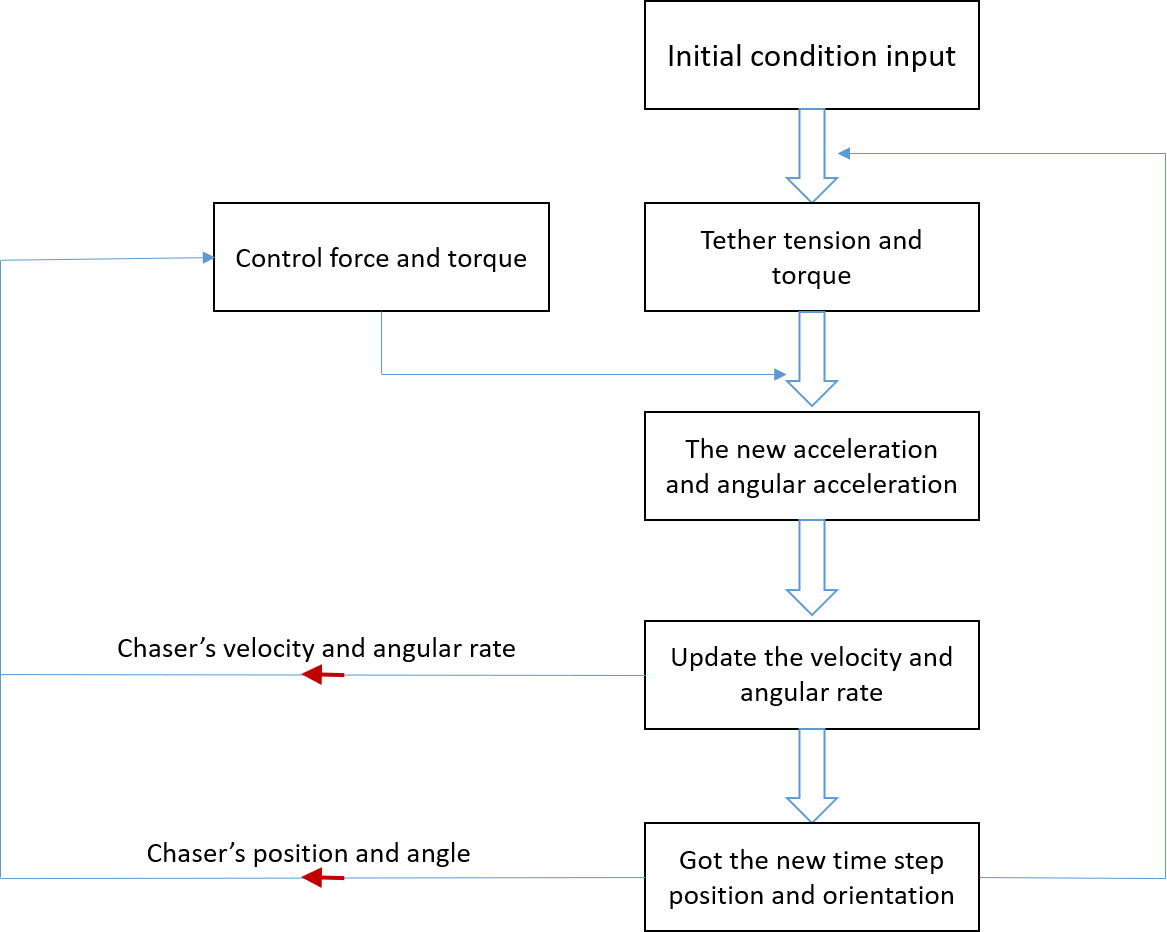 Initial condition input
Control force and torque
Tether tension and
torque
The new acceleration
and angular acceleration
Chaser’s velocity and angular rate
Update the velocity and
angular rate
Chaser’s position and angle
Got the new time step
position and orientation